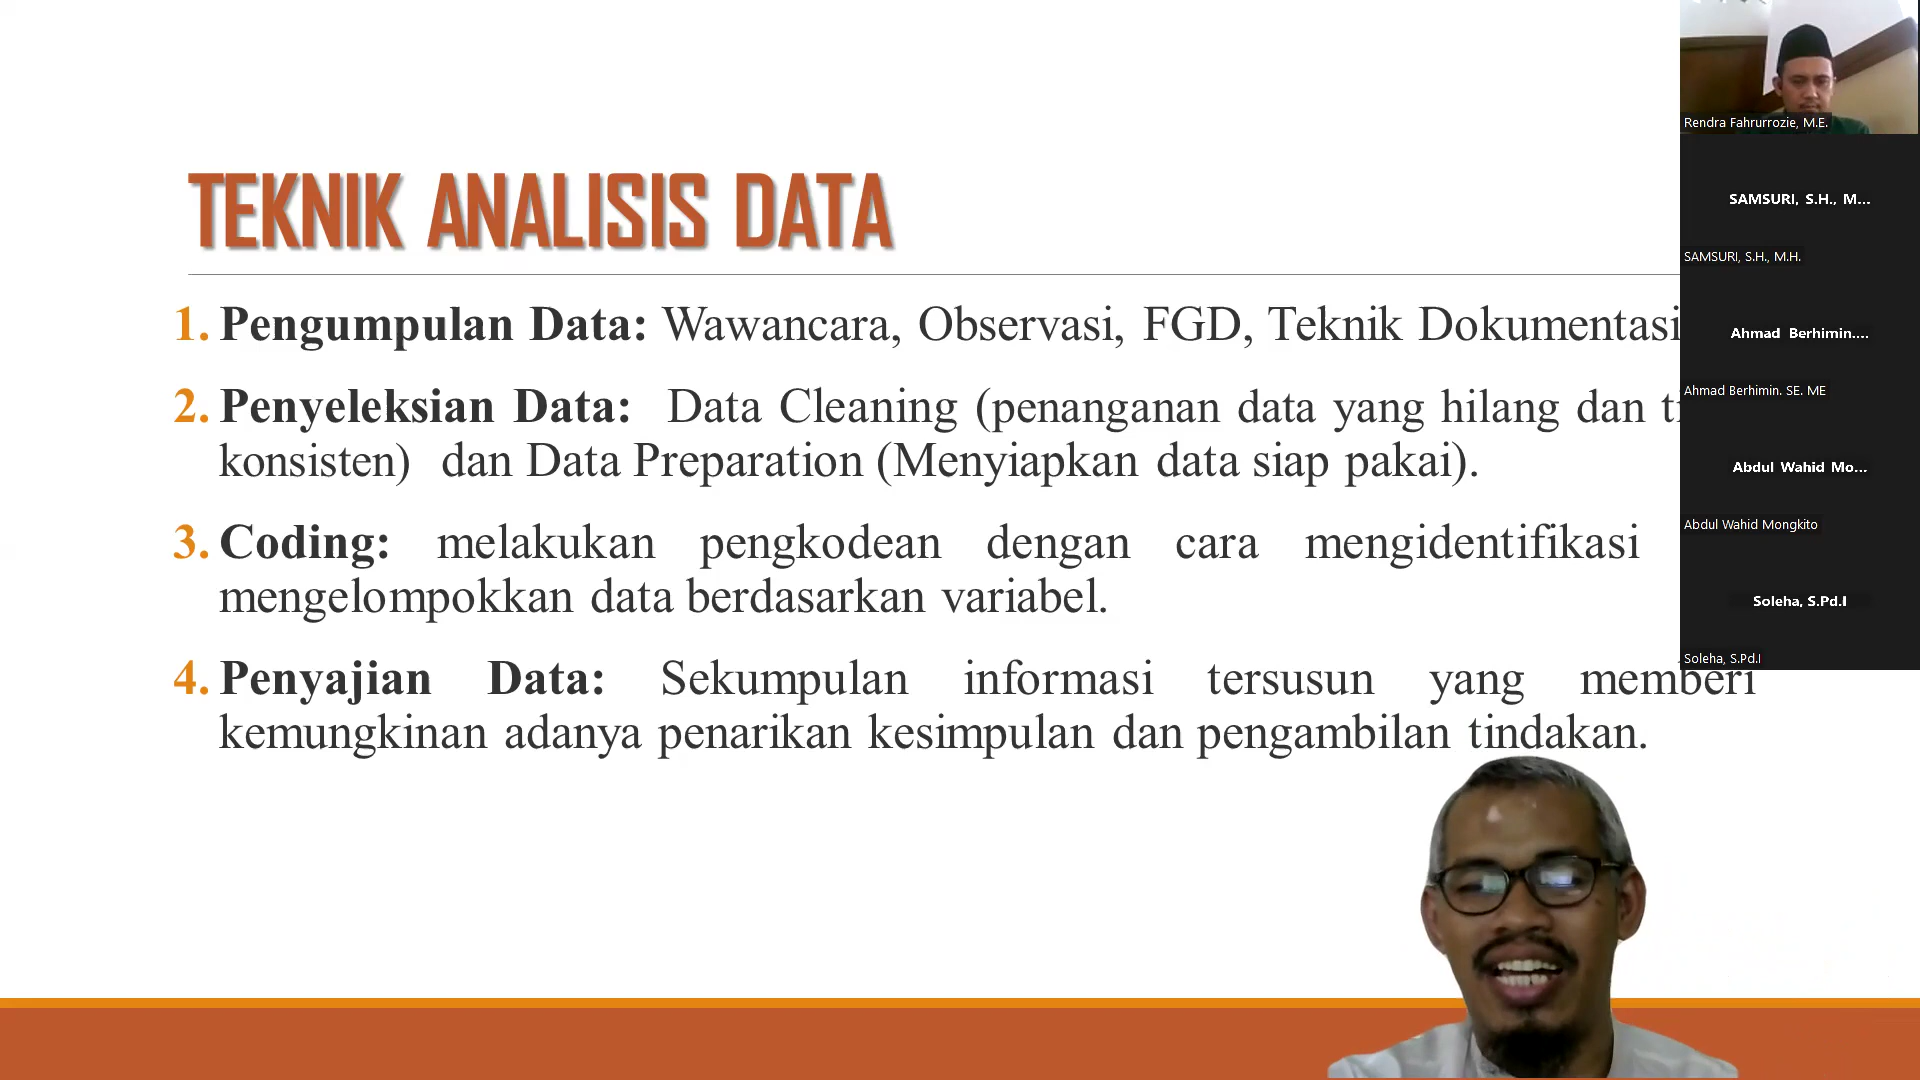 TEKNIK ANALISIS DATA
1. Pengumpulan Data: Wawancara, Observasi, FGD, Teknik Dokumentasi
2. Penyeleksian Data: Data Cleaning (penanganan data yang hilang dan
konsisten) dan Data Preparation (Menyiapkan data siap pakai).
3. Coding: melakukan pengkodean dengan cara mengidentifikasi
mengelompokkan data berdasarkan variabel.
4. Penyajian Data: Sekumpulan informasi tersusun yang memberi
kemungkinan adanya penarikan kesimpulan dan pengambilan tindakan.
Rendra Fahrurrozie, M.E.
SAMSURI, S.H., M...
SAMSURI, S.H., M.H.
Ahmad Berhimin....
Ahmad Berhimin. SE. ME
Abdul Wahid Mo...
Abdul Wahid Mongkito
Soleha, S.Pd.I
Soleha, S.Pd.I